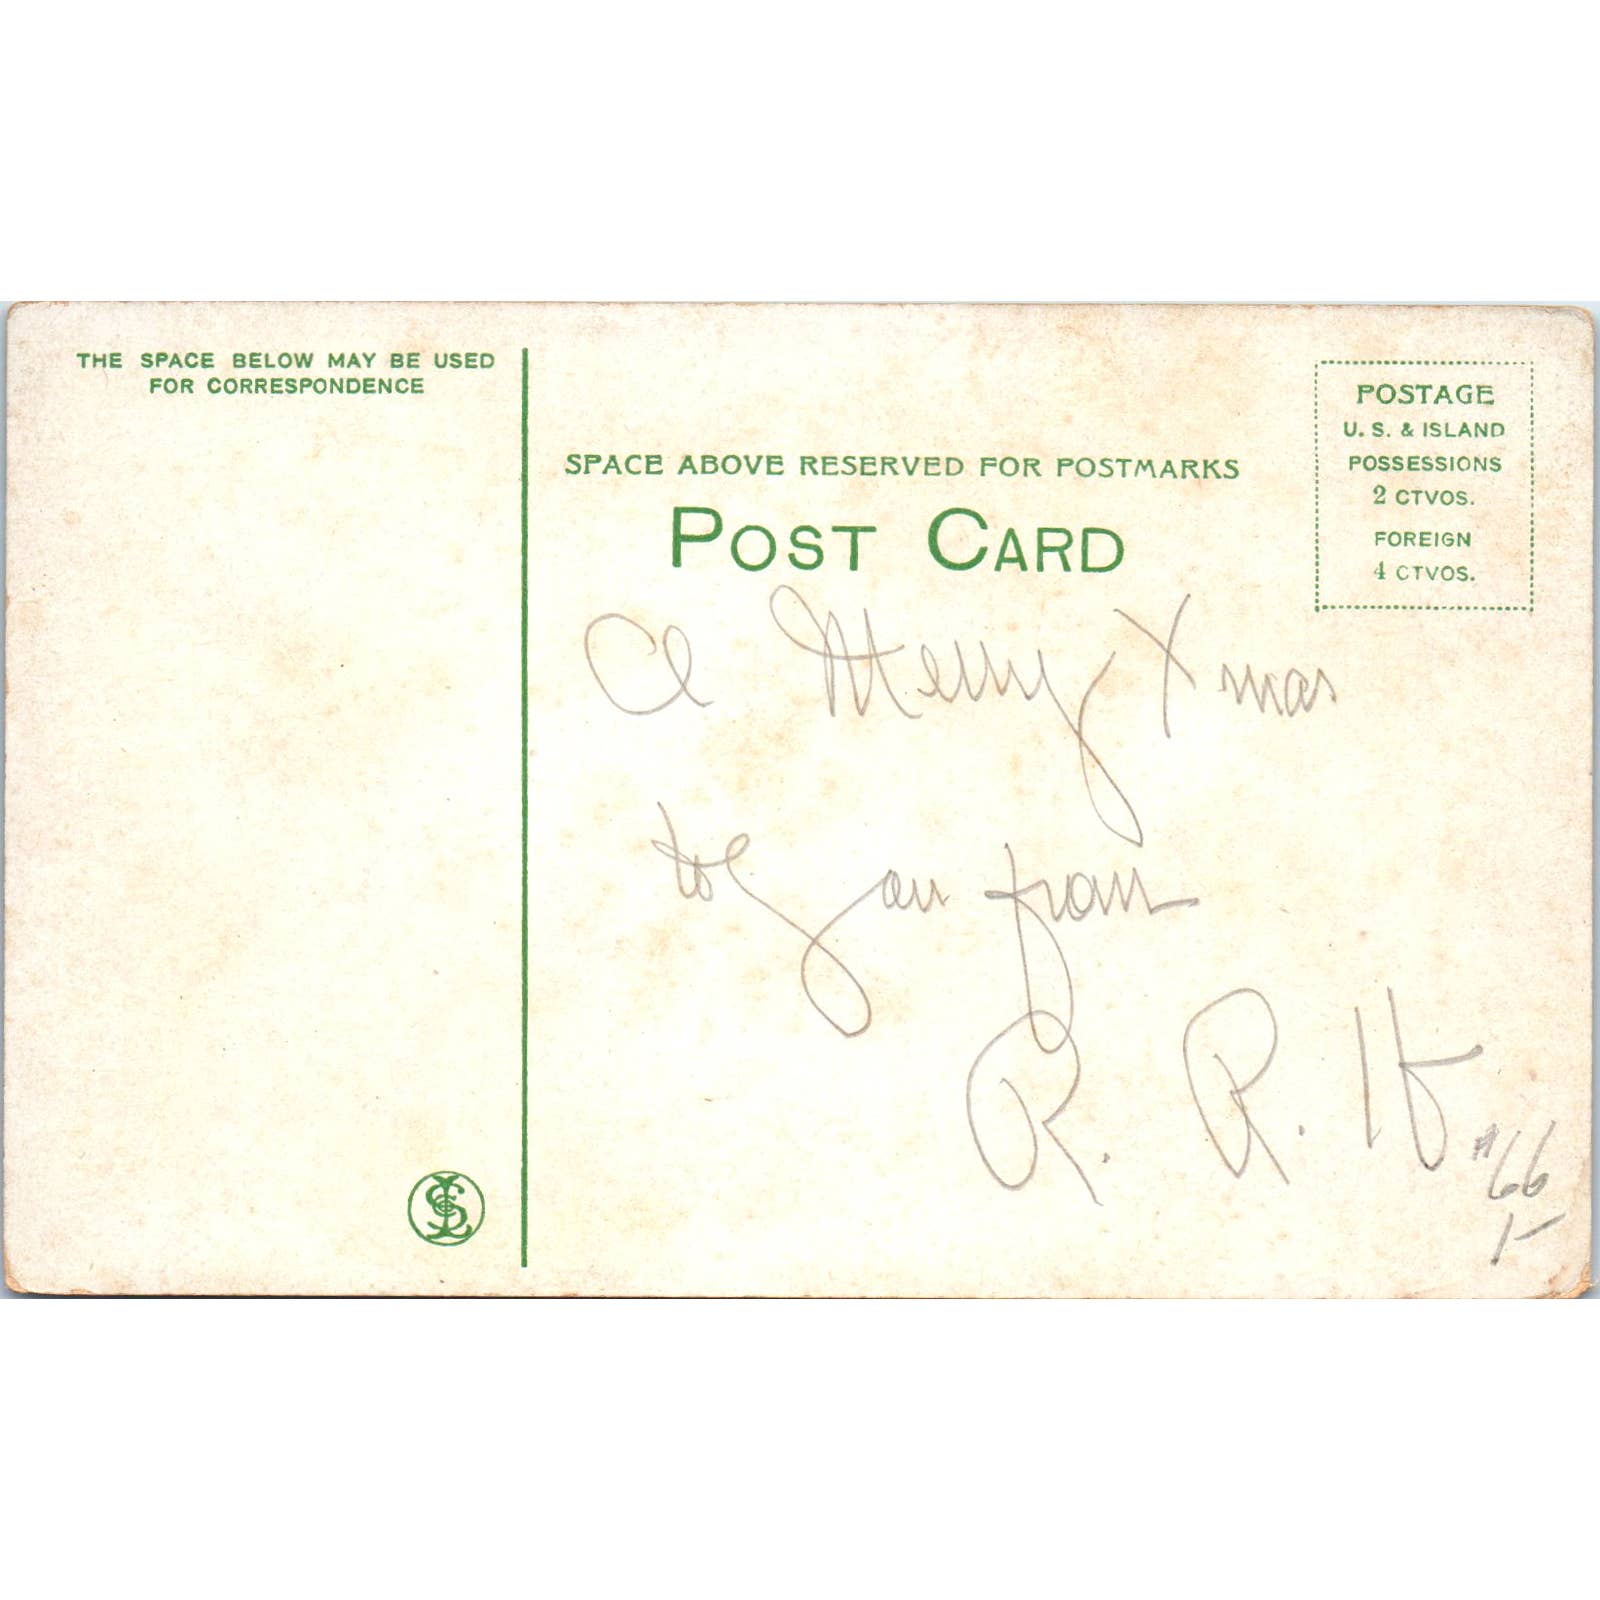 THE SPACE BELOW MAY BE USED
FOR CORRESPONDENCE
SPACE ABOVE RESERVED FOR POSTMARKS
POST CARD
POSTAGE
U. S. & ISLAND
POSSESSIONS
2 CTVOS.
FOREIGN
4 CTVOS.
A Merry Xmas
to you from
R. R. H
#66
1-